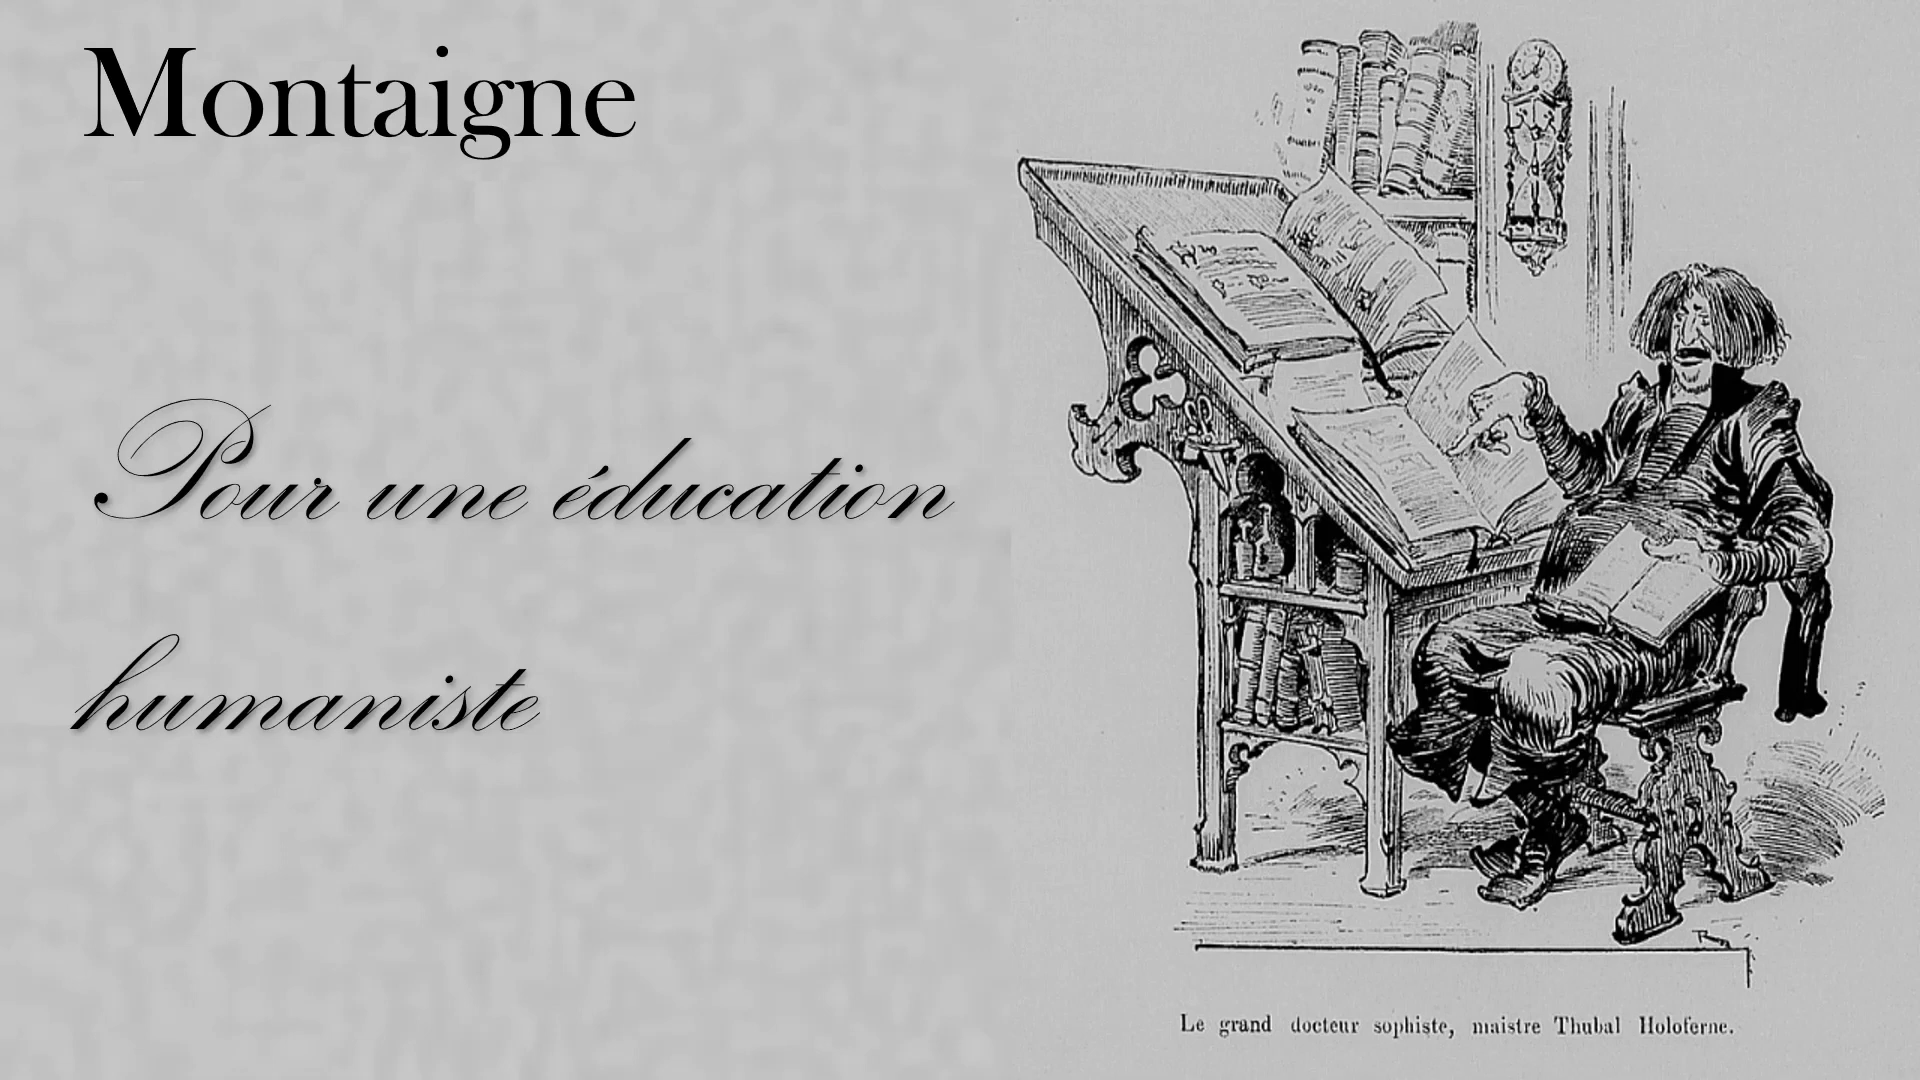 Montaigne
Pour une éducation
humaniste
Le grand docteur sophiste, maistre Thubal Holoferne.